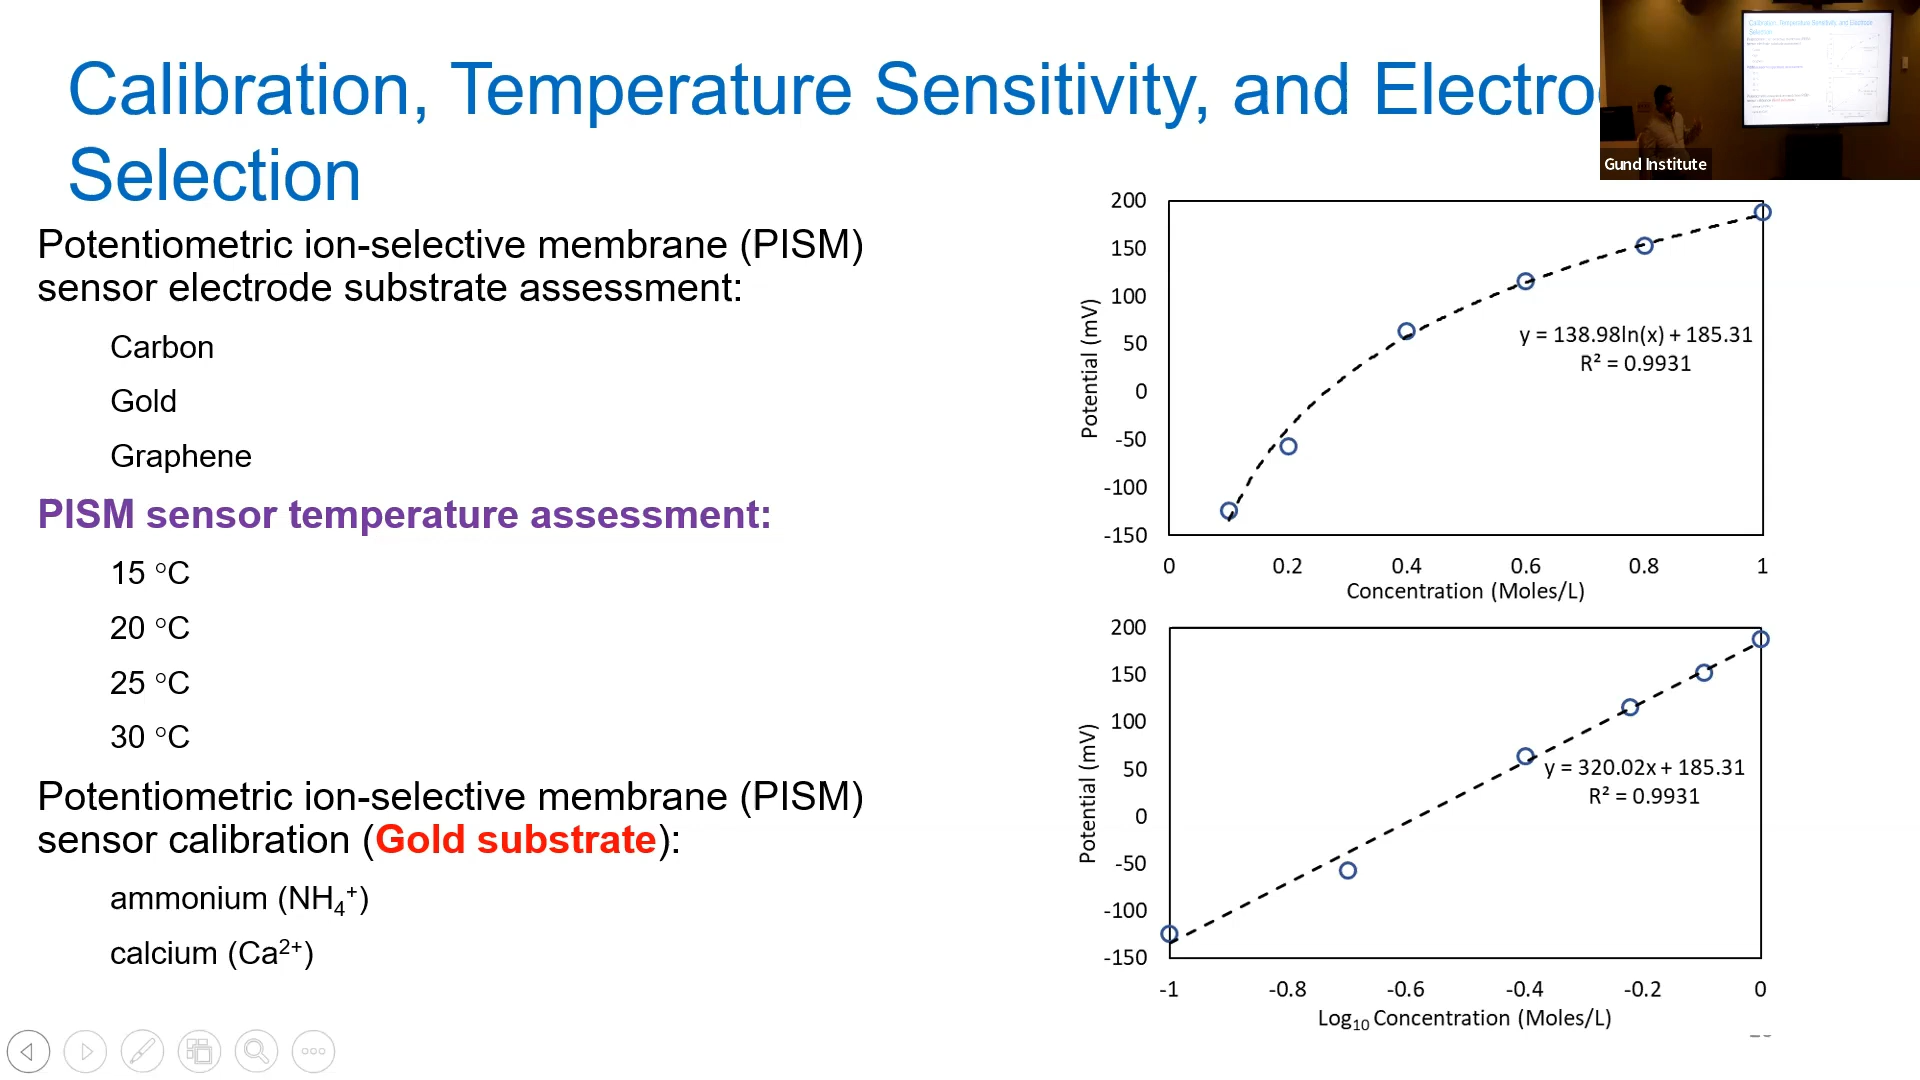 Calibration, Temperature Sensitivity, and Electro
Selection
Gund Institute
Potentiometric ion-selective membrane (PISM)
sensor electrode substrate assessment:
Carbon
Gold
Graphene
PISM sensor temperature assessment:
15 °C
20 °C
25 °C
30 °C
Potentiometric ion-selective membrane (PISM)
sensor calibration (Gold substrate):
ammonium (NH₄⁺)
calcium (Ca²⁺)
200
150
100
50
0
-50
-100
-150
Potential (mV)
y = 138.98ln(x) + 185.31
R² = 0.9931
0 0.2 0.4 0.6 0.8 1
Concentration (Moles/L)
200
150
100
50
0
-50
-100
-150
Potential (mV)
y = 320.02x + 185.31
R² = 0.9931
-1 -0.8 -0.6 -0.4 -0.2 0
Log₁₀ Concentration (Moles/L)